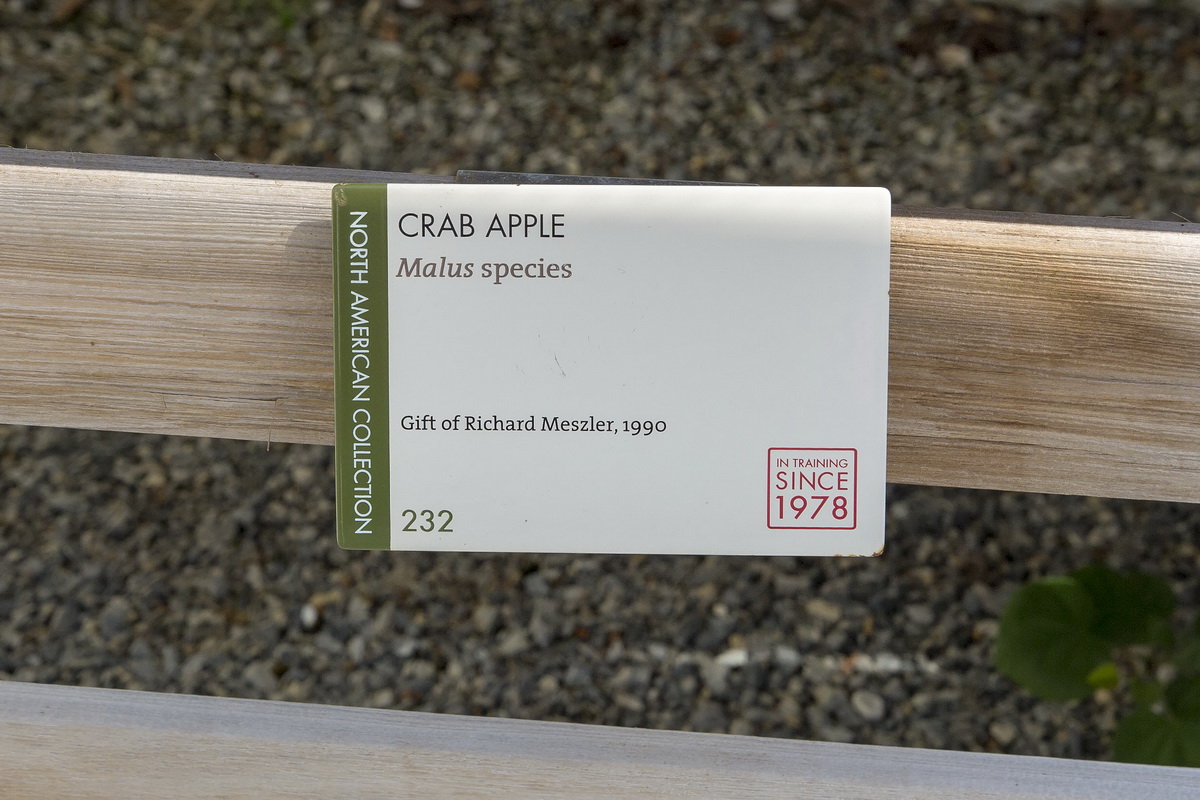 NORTH AMERICAN COLLECTION
CRAB APPLE
Malus species
Gift of Richard Meszler, 1990
232
IN TRAINING
SINCE
1978